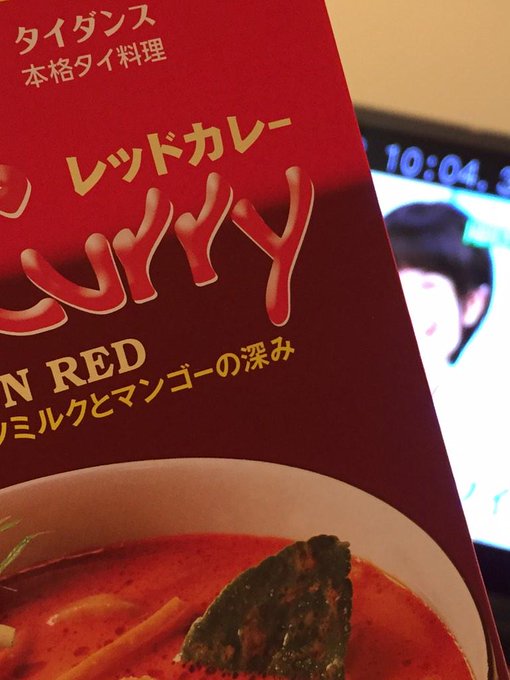 タイダンス
本格タイ料理
レッドカレー
Curry
N RED
ミルクとマンゴーの深み
10:04.3